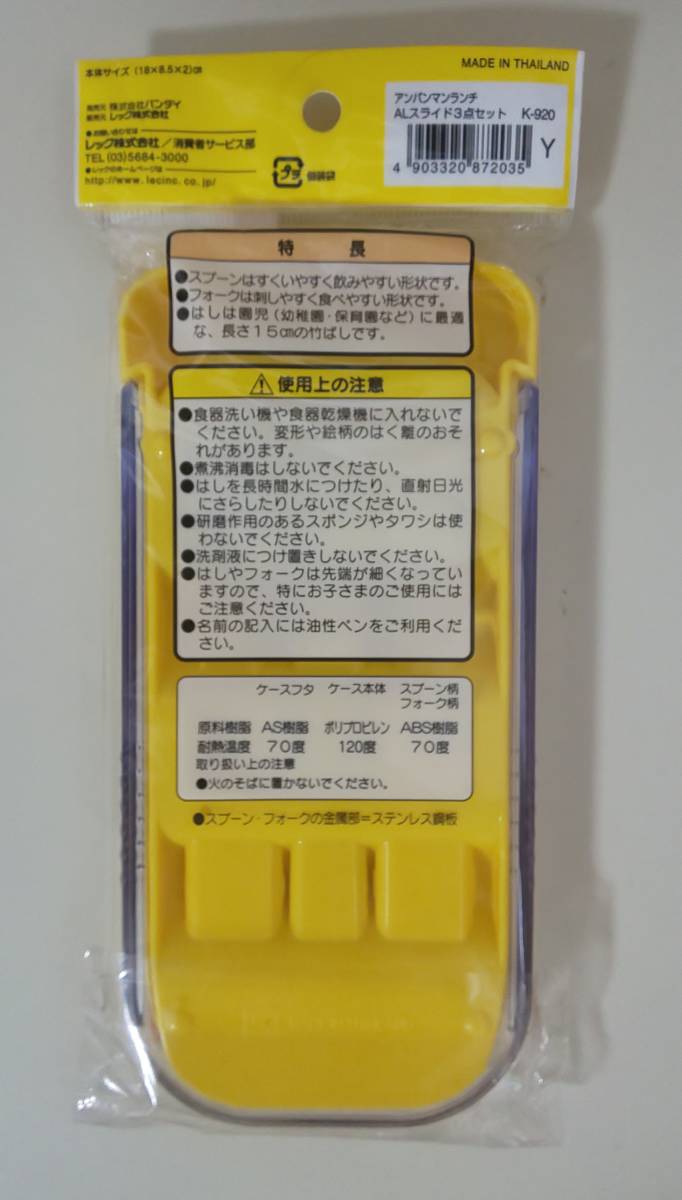 本体サイズ (18×8.5×2)㎝
MADE IN THAILAND
発売元 株式会社バンダイ
販売元 レック株式会社
●お問い合わせは
レック株式会社/消費者サービス部
TEL (03)5684-3000
●レックのホームページは
http://www.lecinc.co.jp/
プラ 個装袋
アンパンマンランチ
ALスライド3点セット K-920
4 903320 872035 Y
特 長
●スプーンはすくいやすく飲みやすい形状です。
●フォークは刺しやすく食べやすい形状です。
●はしは園児(幼稚園・保育園など)に最適
な、長さ15㎝の竹ばしです。
⚠使用上の注意
●食器洗い機や食器乾燥機に入れないで
ください。変形や絵柄のはく離のおそ
れがあります。
●煮沸消毒はしないでください。
●はしを長時間水につけたり、直射日光
にさらしたりしないでください。
●研磨作用のあるスポンジやタワシは使
わないでください。
●洗剤液につけ置きしないでください。
●はしやフォークは先端が細くなってい
ますので、特にお子さまのご使用には
ご注意ください。
●名前の記入には油性ペンをご利用くだ
さい。
ケースフタ ケース本体 スプーン柄
フォーク柄
原料樹脂 AS樹脂 ポリプロピレン ABS樹脂
耐熱温度 70度 120度 70度
取り扱い上の注意
●火のそばに置かないでください。
●スプーン・フォークの金属部=ステンレス鋼板